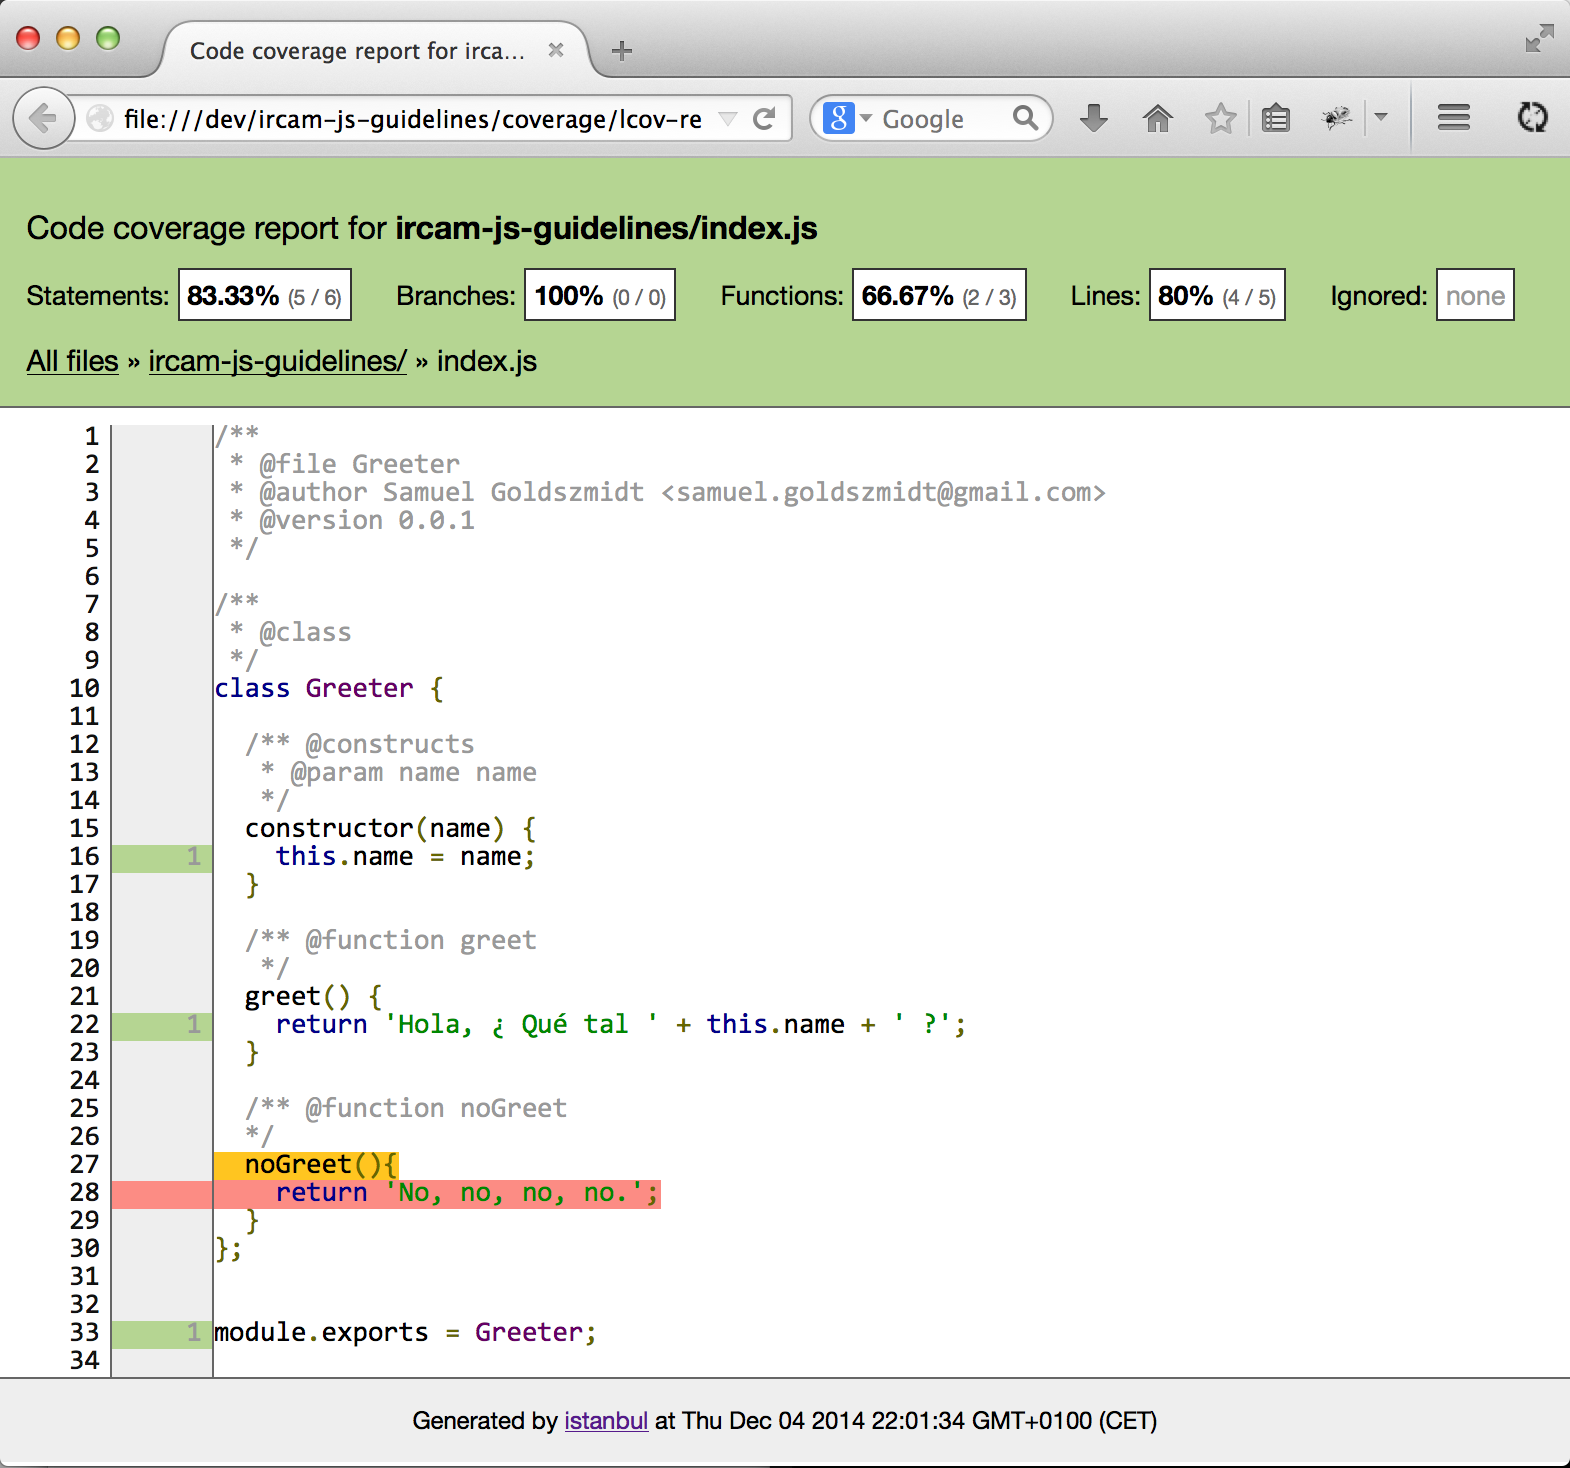 Code coverage report for irca...
file:///dev/ircam-js-guidelines/coverage/lcov-re
8 Google
Code coverage report for ircam-js-guidelines/index.js
Statements: 83.33% (5 / 6) Branches: 100% (0 / 0) Functions: 66.67% (2 / 3) Lines: 80% (4 / 5) Ignored: none
All files » ircam-js-guidelines/ » index.js
1 /**
2  * @file Greeter
3  * @author Samuel Goldszmidt <samuel.goldszmidt@gmail.com>
4  * @version 0.0.1
5  */
6
7 /**
8  * @class
9  */
10 class Greeter {
11
12   /** @constructs
13    * @param name name
14    */
15   constructor(name) {
16 1     this.name = name;
17   }
18
19   /** @function greet
20    */
21   greet() {
22 1     return 'Hola, ¿ Qué tal ' + this.name + ' ?';
23   }
24
25   /** @function noGreet
26   */
27   noGreet(){
28     return 'No, no, no, no.';
29   }
30 };
31
32
33 1 module.exports = Greeter;
34
Generated by istanbul at Thu Dec 04 2014 22:01:34 GMT+0100 (CET)